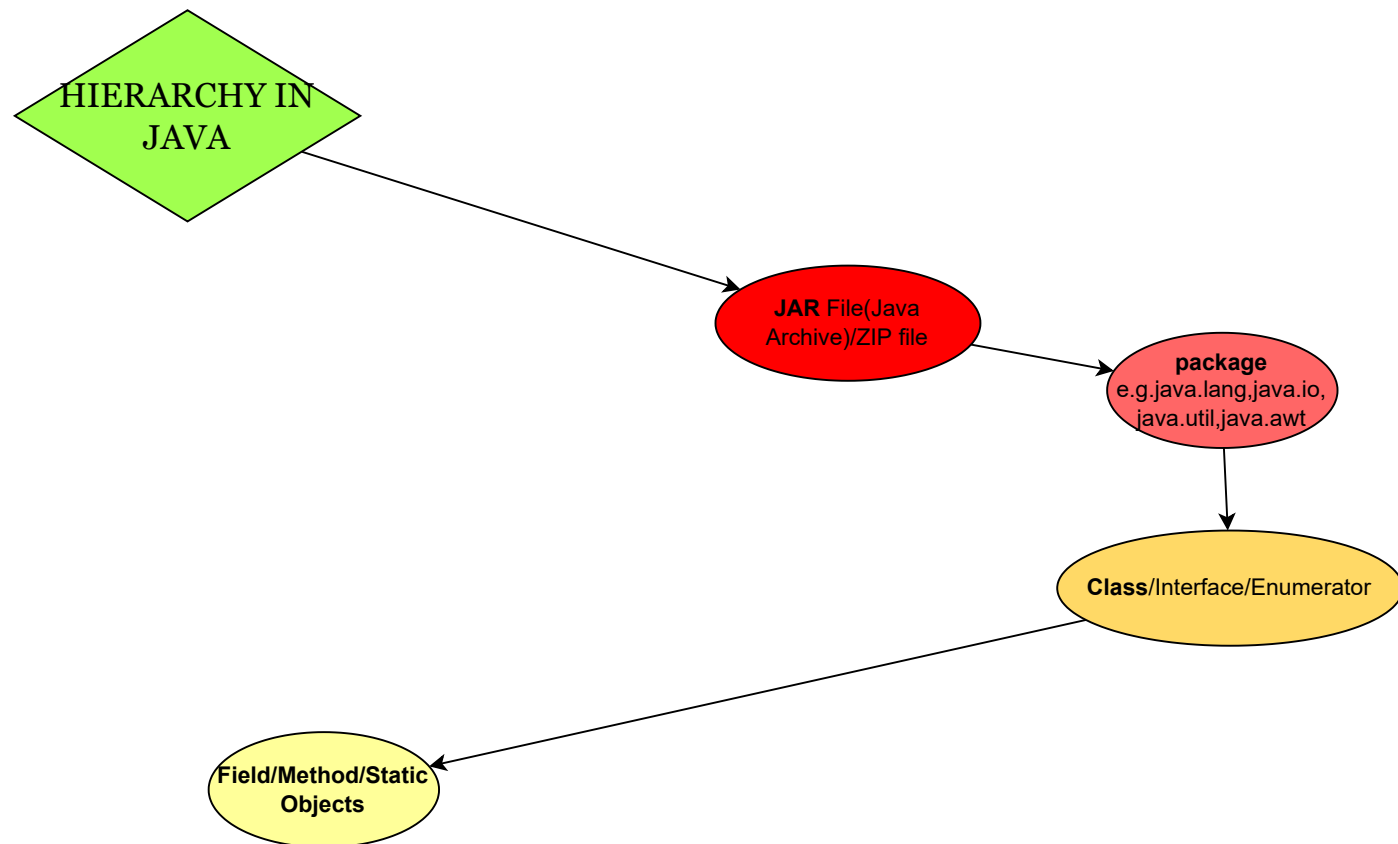 HIERARCHY IN
JAVA
JAR File(Java
Archive)/ZIP file
package
e.g.java.lang,java.io,
java.util,java.awt
Class/Interface/Enumerator
Field/Method/Static
Objects